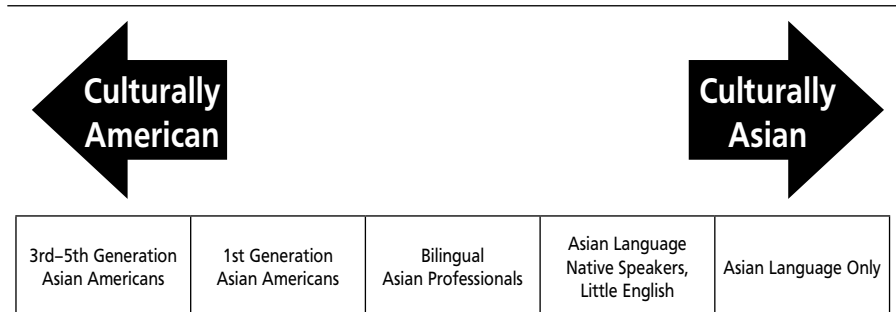 Culturally
American
Culturally
Asian
3rd–5th Generation
Asian Americans
1st Generation
Asian Americans
Bilingual
Asian Professionals
Asian Language
Native Speakers,
Little English
Asian Language Only